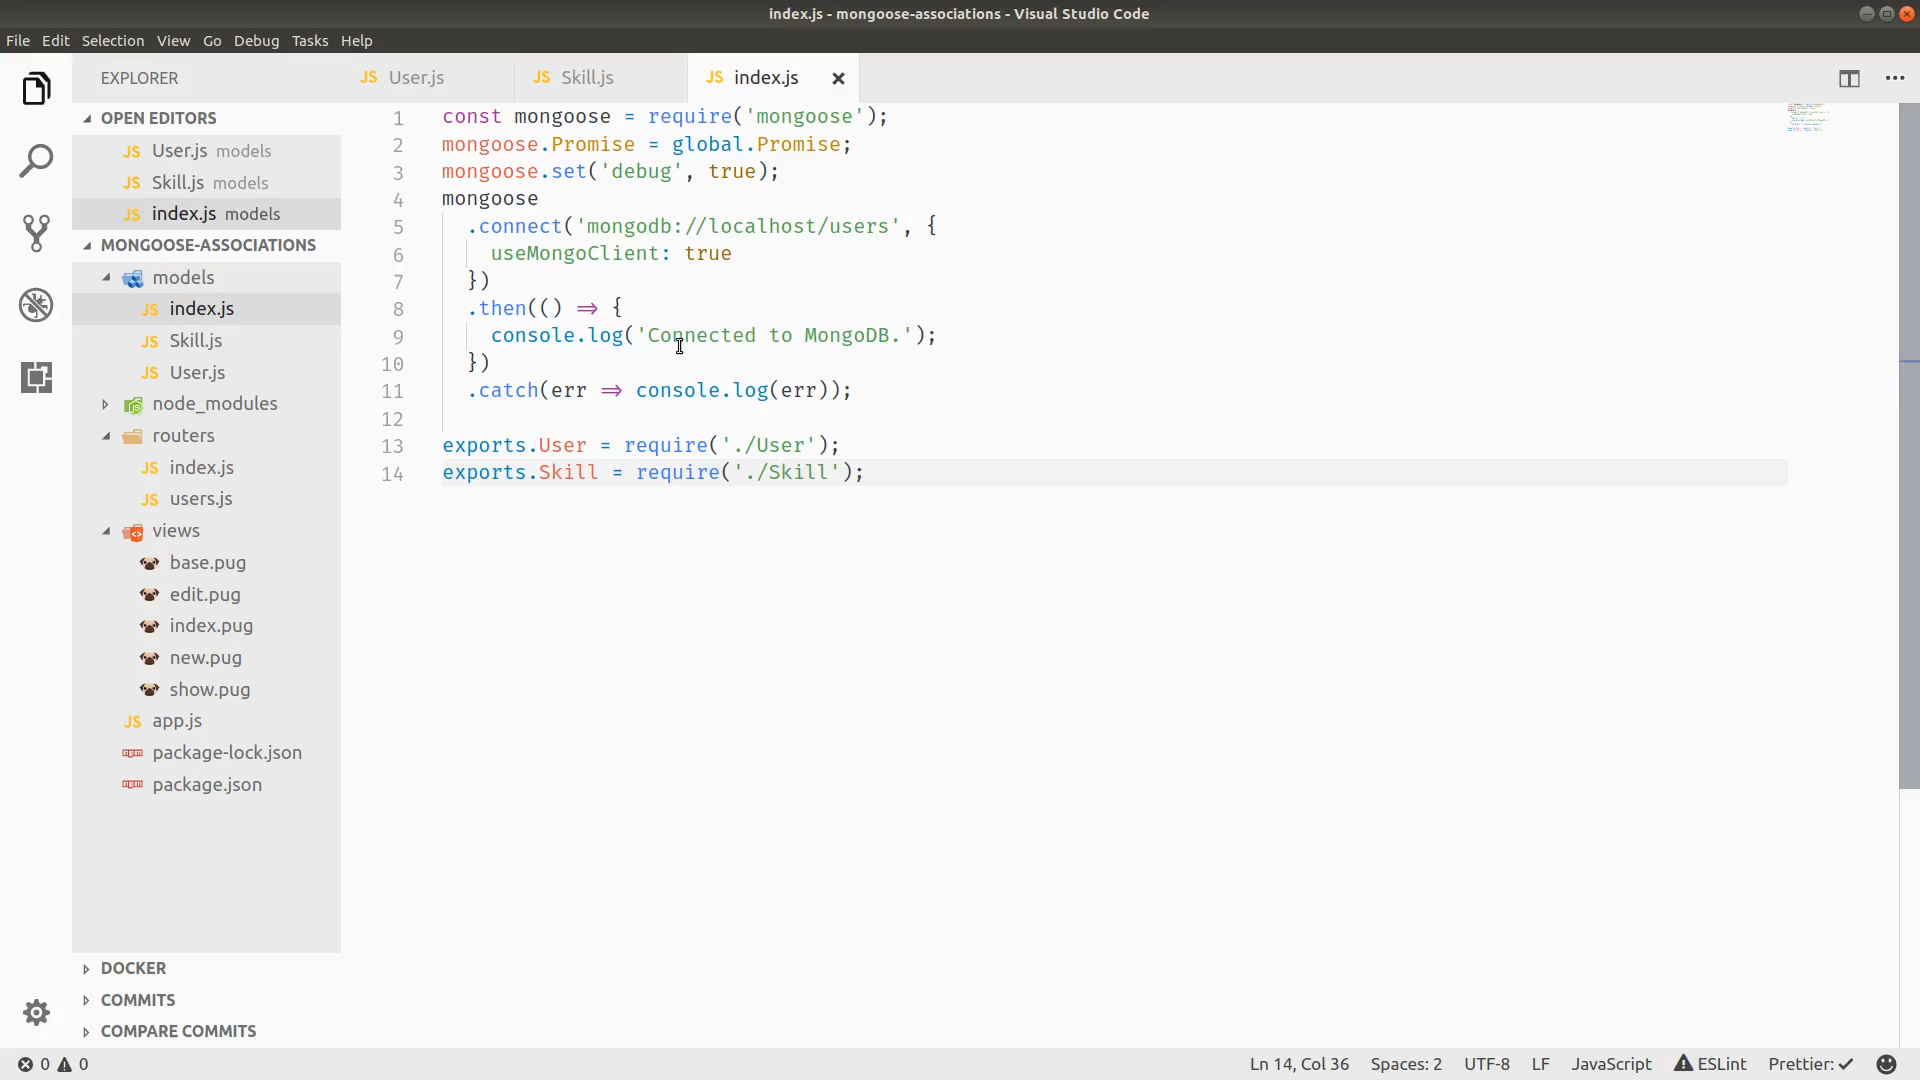 index.js - mongoose-associations - Visual Studio Code
File Edit Selection View Go Debug Tasks Help
EXPLORER
JS User.js
JS Skill.js
JS index.js
OPEN EDITORS
JS User.js models
JS Skill.js models
JS index.js models
MONGOOSE-ASSOCIATIONS
models
JS index.js
JS Skill.js
JS User.js
node_modules
routers
JS index.js
JS users.js
views
base.pug
edit.pug
index.pug
new.pug
show.pug
JS app.js
package-lock.json
package.json
DOCKER
COMMITS
COMPARE COMMITS
1 const mongoose = require('mongoose');
2 mongoose.Promise = global.Promise;
3 mongoose.set('debug', true);
4 mongoose
5 .connect('mongodb://localhost/users', {
6 useMongoClient: true
7 })
8 .then(() => {
9 console.log('Connected to MongoDB.');
10 })
11 .catch(err => console.log(err));
12
13 exports.User = require('./User');
14 exports.Skill = require('./Skill');
0 0
Ln 14, Col 36 Spaces: 2 UTF-8 LF JavaScript ESLint Prettier: ✓